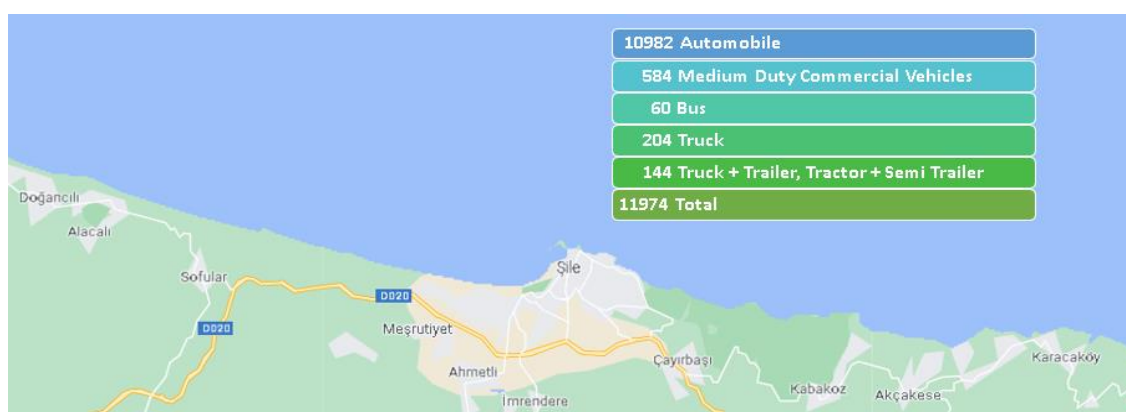 10982 Automobile
584 Medium Duty Commercial Vehicles
60 Bus
204 Truck
144 Truck + Trailer, Tractor + Semi Trailer
11974 Total
Doğancılı
Alacalı
Sofular
Şile
D020
D020
Meşrutiyet
Ahmetli
İmrendere
Çayırbaşı
Kabakoz
Akçakese
Karacaköy